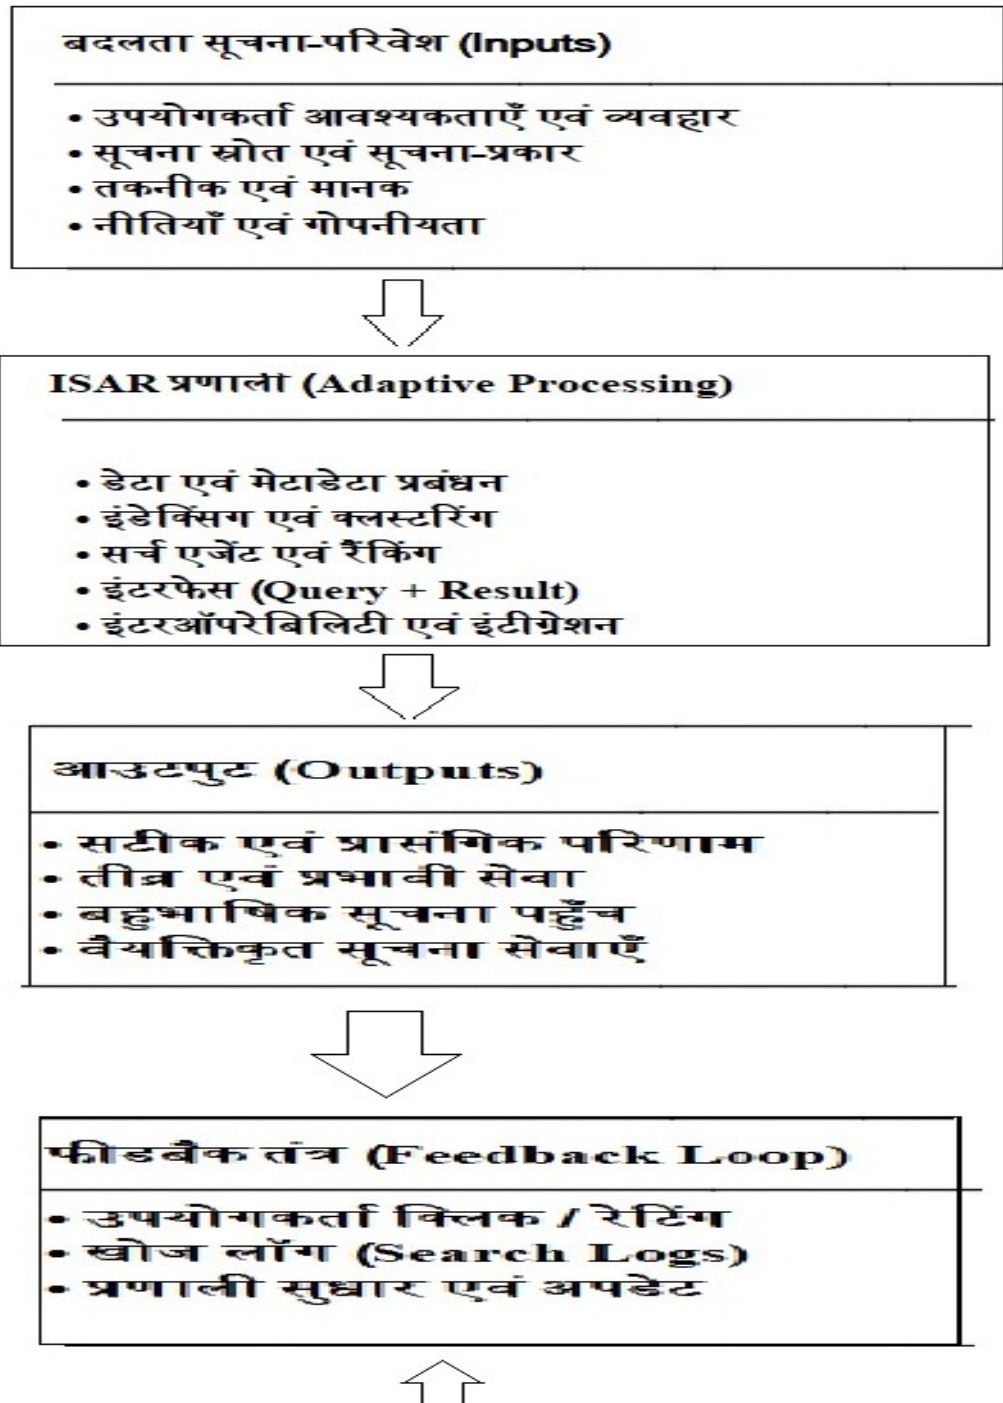 बदलता सूचना-परिवेश (Inputs)
• उपयोगकर्ता आवश्यकताएँ एवं व्यवहार
• सूचना स्रोत एवं सूचना-प्रकार
• तकनीक एवं मानक
• नीतियाँ एवं गोपनीयता
ISAR प्रणाली (Adaptive Processing)
• डेटा एवं मेटाडेटा प्रबंधन
• इंडेक्सिंग एवं क्लस्टरिंग
• सर्च एजेंट एवं रैंकिंग
• इंटरफेस (Query + Result)
• इंटरऑपरेबिलिटी एवं इंटीग्रेशन
आउटपुट (Outputs)
• सटीक एवं प्रासंगिक परिणाम
• तीव्र एवं प्रभावी सेवा
• बहुभाषिक सूचना पहुँच
• वैयक्तिकृत सूचना सेवाएँ
फीडबैक तंत्र (Feedback Loop)
• उपयोगकर्ता क्लिक / रेटिंग
• खोज लॉग (Search Logs)
• प्रणाली सुधार एवं अपडेट